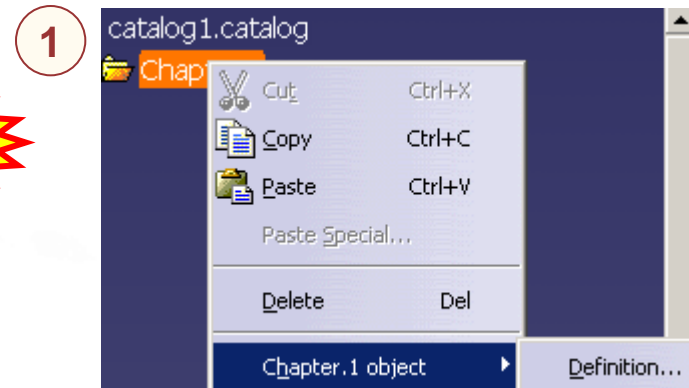 1
catalog1.catalog
Chap
Cut Ctrl+X
Copy Ctrl+C
Paste Ctrl+V
Paste Special...
Delete Del
Chapter.1 object
Definition...